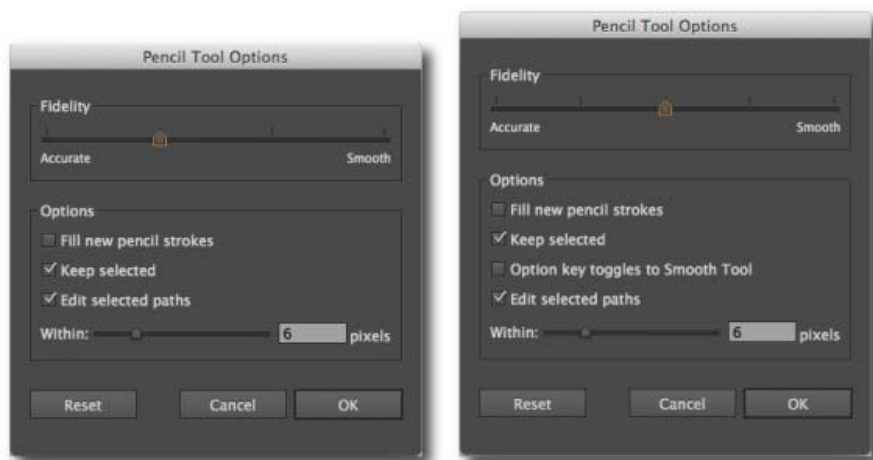 Pencil Tool Options
Fidelity
Accurate Smooth
Options
Fill new pencil strokes
Keep selected
Edit selected paths
Within: 6 pixels
Reset Cancel OK
Pencil Tool Options
Fidelity
Accurate Smooth
Options
Fill new pencil strokes
Keep selected
Option key toggles to Smooth Tool
Edit selected paths
Within: 6 pixels
Reset Cancel OK